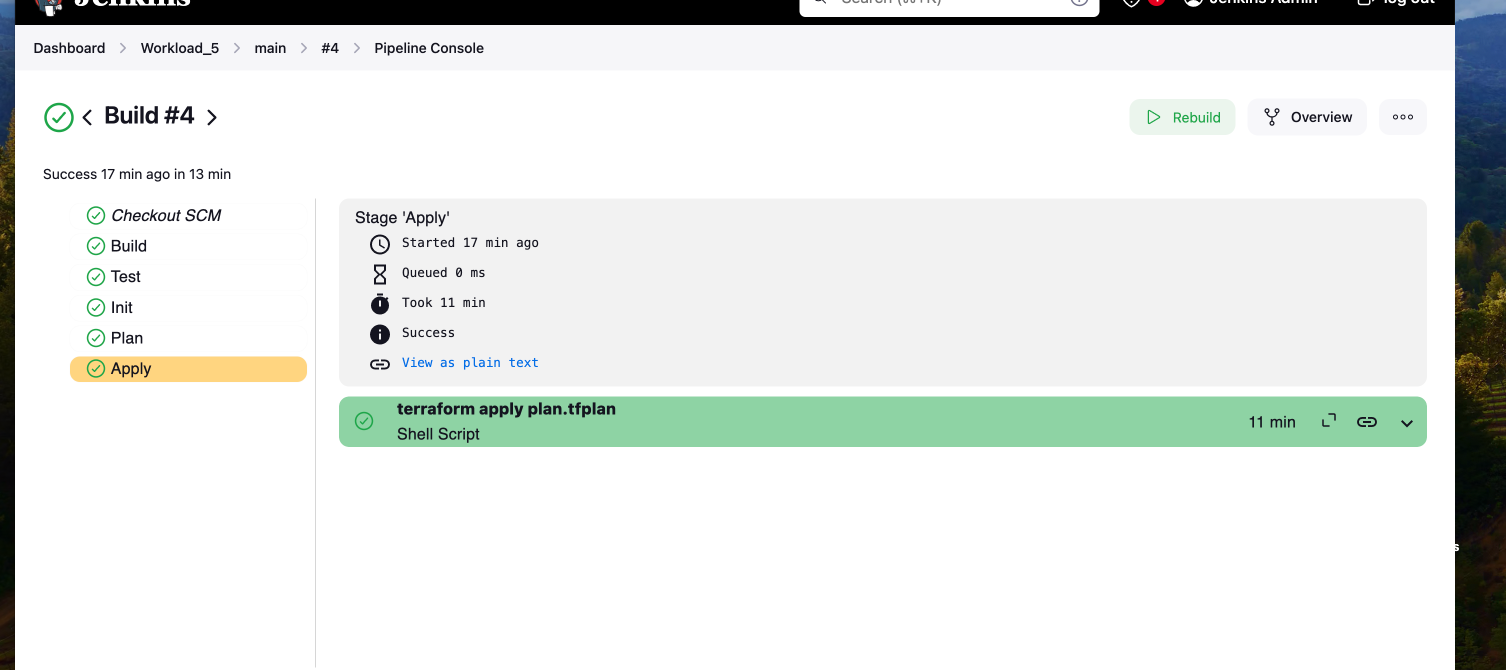 Jenkins
Search (⌘+K)
Jenkins Admin
log out
Dashboard
Workload_5
main
#4
Pipeline Console
Build #4
Rebuild
Overview
Success 17 min ago in 13 min
Checkout SCM
Build
Test
Init
Plan
Apply
Stage 'Apply'
Started 17 min ago
Queued 0 ms
Took 11 min
Success
View as plain text
terraform apply plan.tfplan
Shell Script
11 min